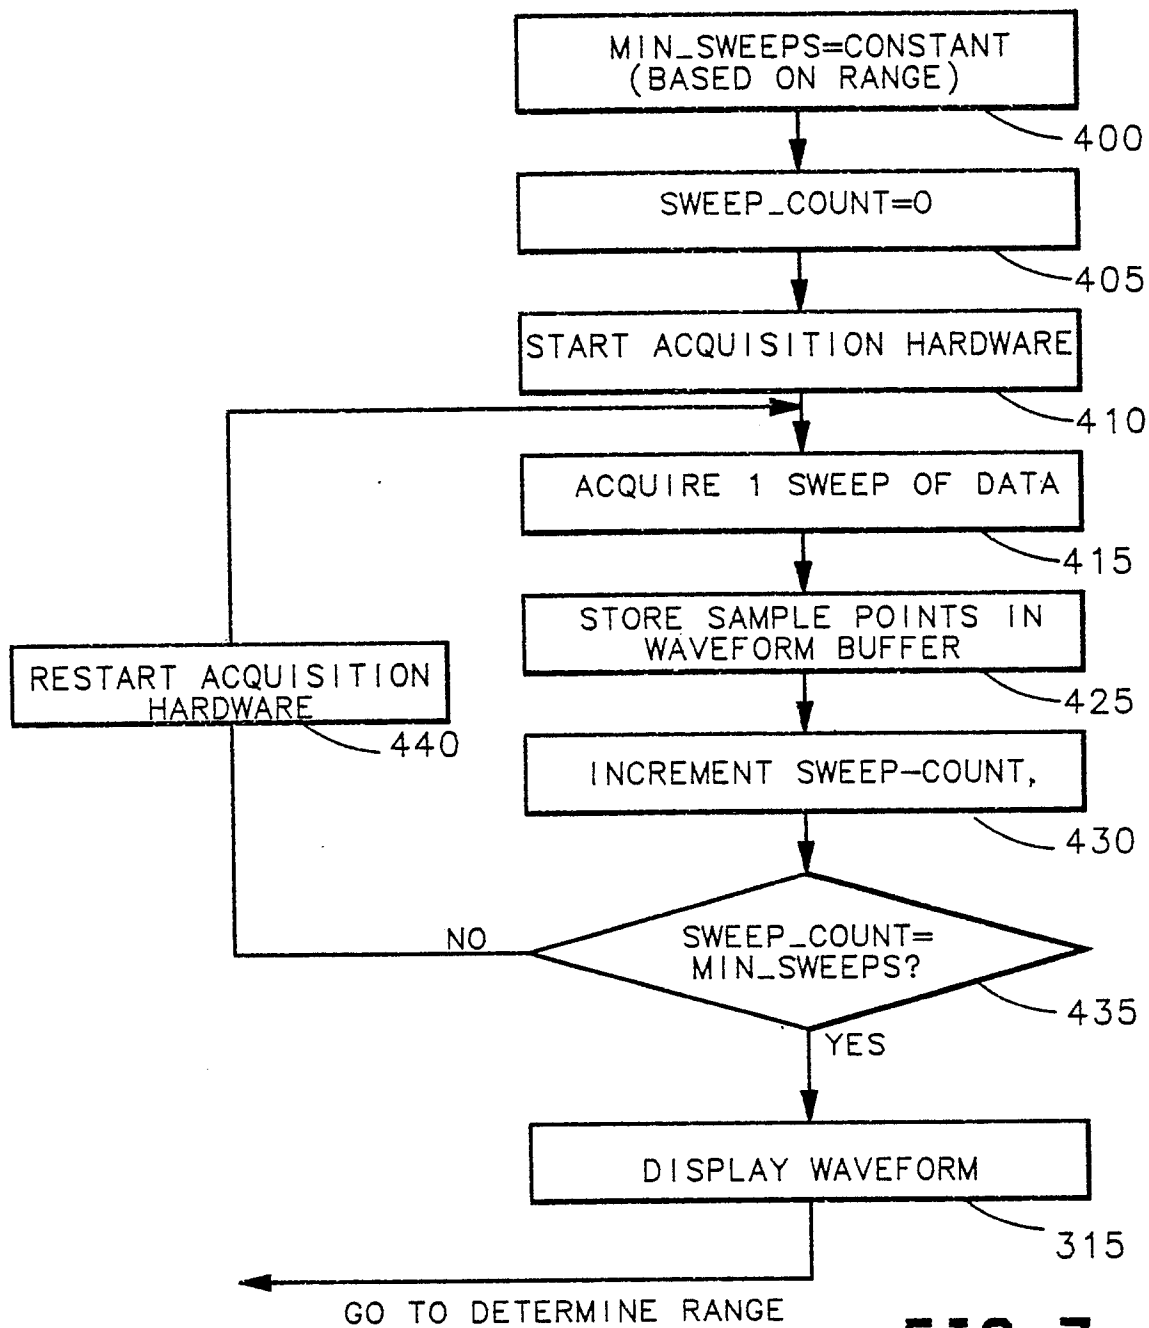 MIN_SWEEPS=CONSTANT
(BASED ON RANGE)
400
SWEEP_COUNT=0
405
START ACQUISITION HARDWARE
410
ACQUIRE 1 SWEEP OF DATA
415
STORE SAMPLE POINTS IN
WAVEFORM BUFFER
425
RESTART ACQUISITION
HARDWARE
440
INCREMENT SWEEP-COUNT,
430
NO
SWEEP_COUNT=
MIN_SWEEPS?
435
YES
DISPLAY WAVEFORM
315
GO TO DETERMINE RANGE